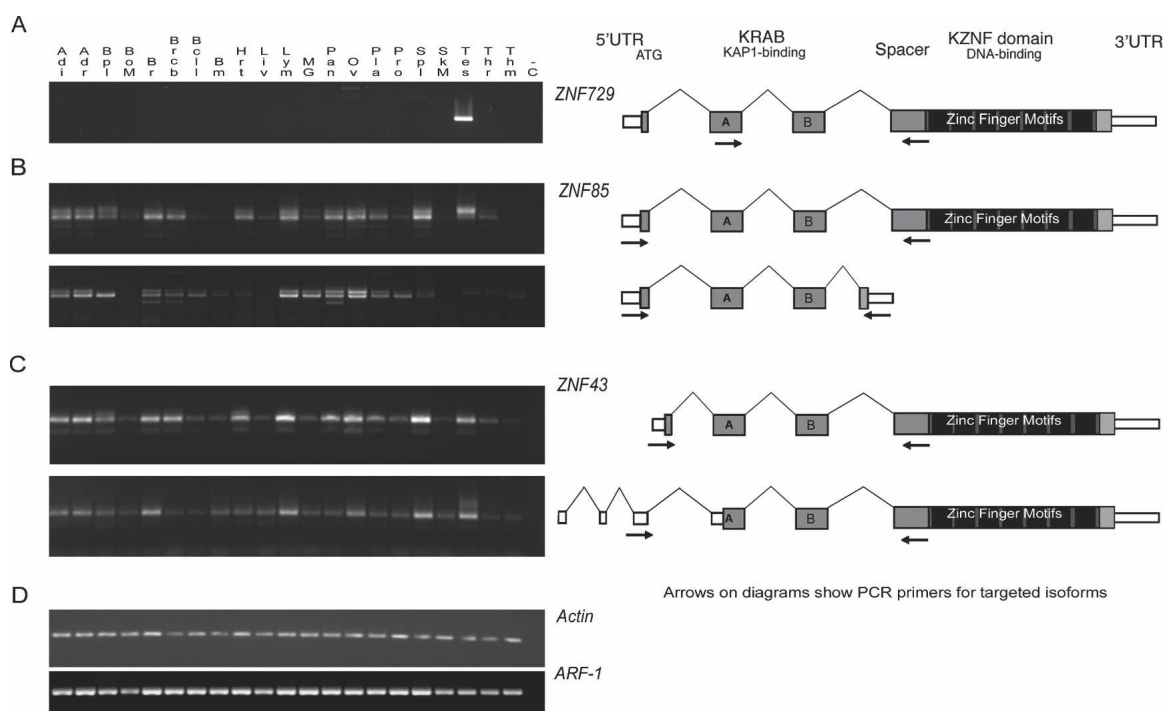 A
Adi Adr Bpl BoM Br Brcb Bcll Bm Hrt Liv Lym MG Pan Ov Pla Pro Spl SkM Tes Thr Thm -C
5'UTR
ATG
KRAB
KAP1-binding
Spacer
KZNF domain
DNA-binding
3'UTR
ZNF729
A B Zinc Finger Motifs
B
ZNF85
A B Zinc Finger Motifs
A B
C
ZNF43
A B Zinc Finger Motifs
A B Zinc Finger Motifs
Arrows on diagrams show PCR primers for targeted isoforms
D
Actin
ARF-1